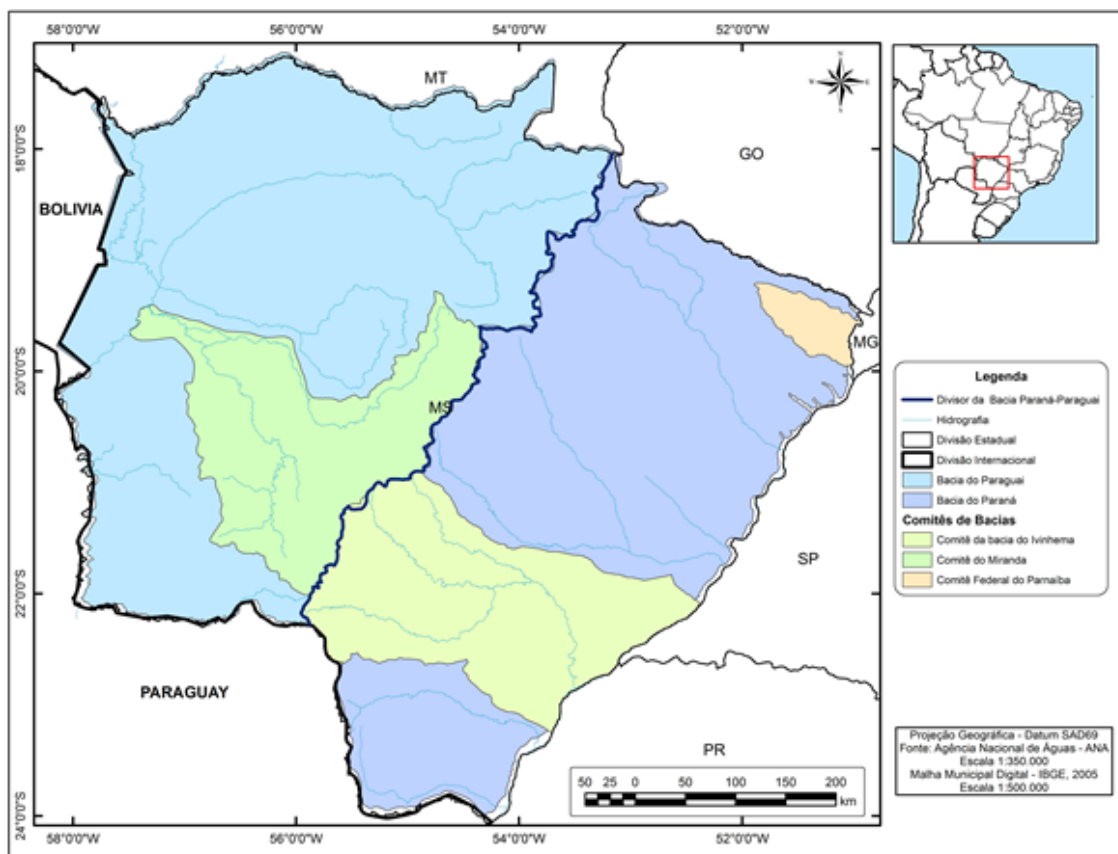 58°0'0"W 56°0'0"W 54°0'0"W 52°0'0"W
MT
GO
18°0'0"S
BOLIVIA
MG
20°0'0"S
MS
SP
22°0'0"S
PARAGUAY
PR
24°0'0"S
58°0'0"W 56°0'0"W 54°0'0"W 52°0'0"W
50 25 0 50 100 150 200
km
Legenda
Divisor da Bacia Paraná-Paraguai
Hidrografia
Divisão Estadual
Divisão Internacional
Bacia do Paraguai
Bacia do Paraná
Comitês de Bacias
Comitê da bacia do Ivinhema
Comitê do Miranda
Comitê Federal do Parnaíba
Projeção Geográfica - Datum SAD69
Fonte: Agência Nacional de Águas - ANA
Escala 1:350.000
Malha Municipal Digital - IBGE, 2005
Escala 1:500.000